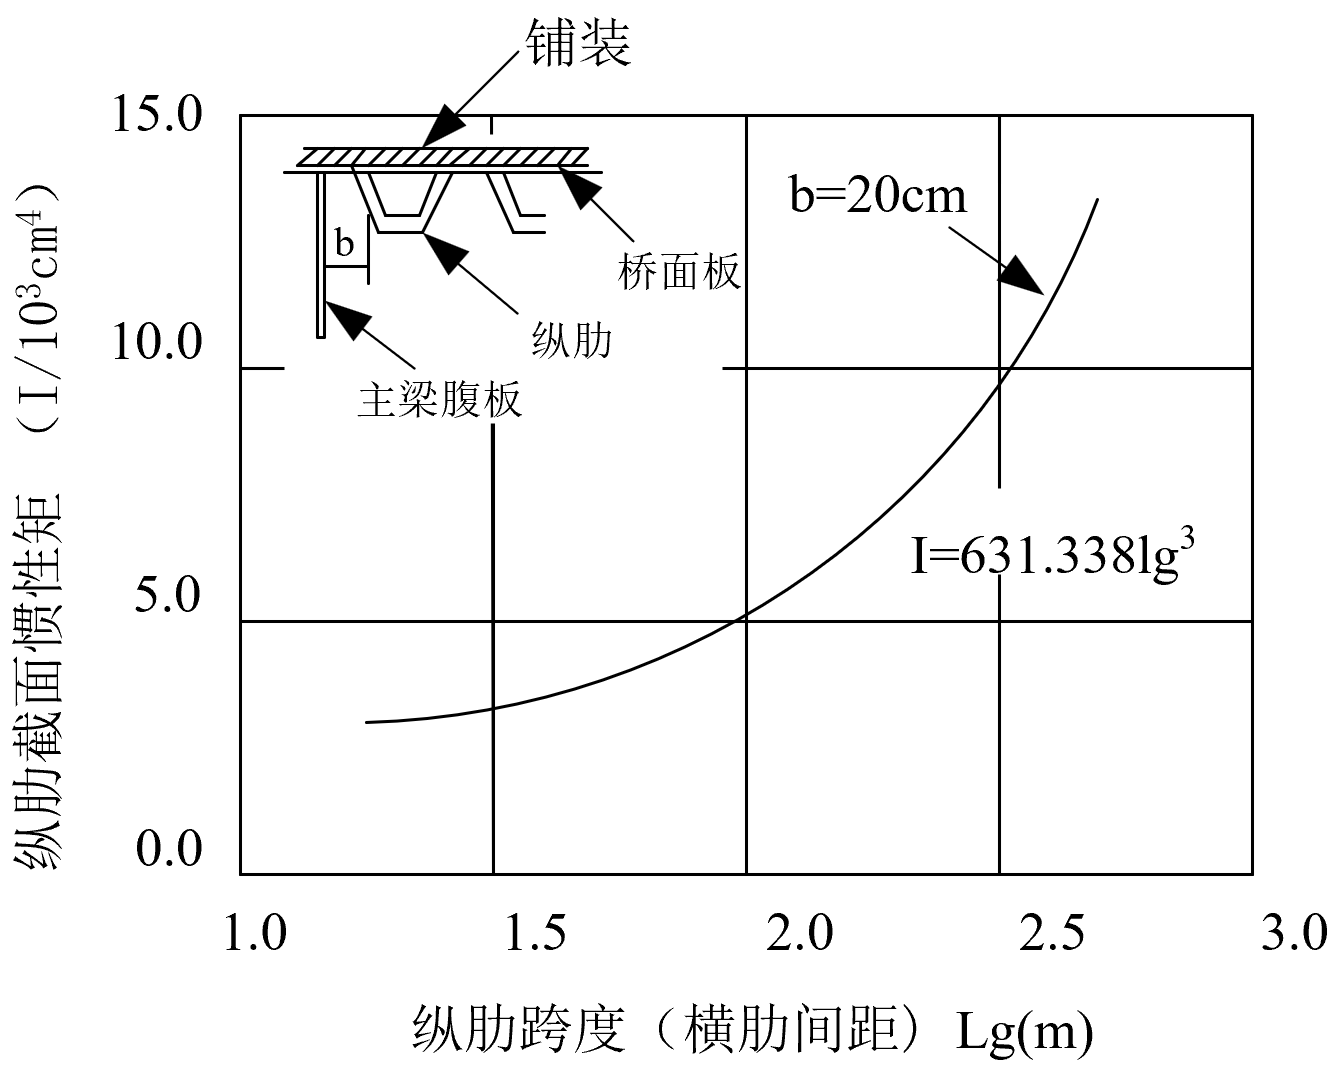 铺装
15.0
b=20cm
b
桥面板
纵肋
10.0
主梁腹板
I=631.338lg³
5.0
0.0
纵肋截面惯性矩 (I/10³cm⁴)
1.0 1.5 2.0 2.5 3.0
纵肋跨度（横肋间距) Lg(m)